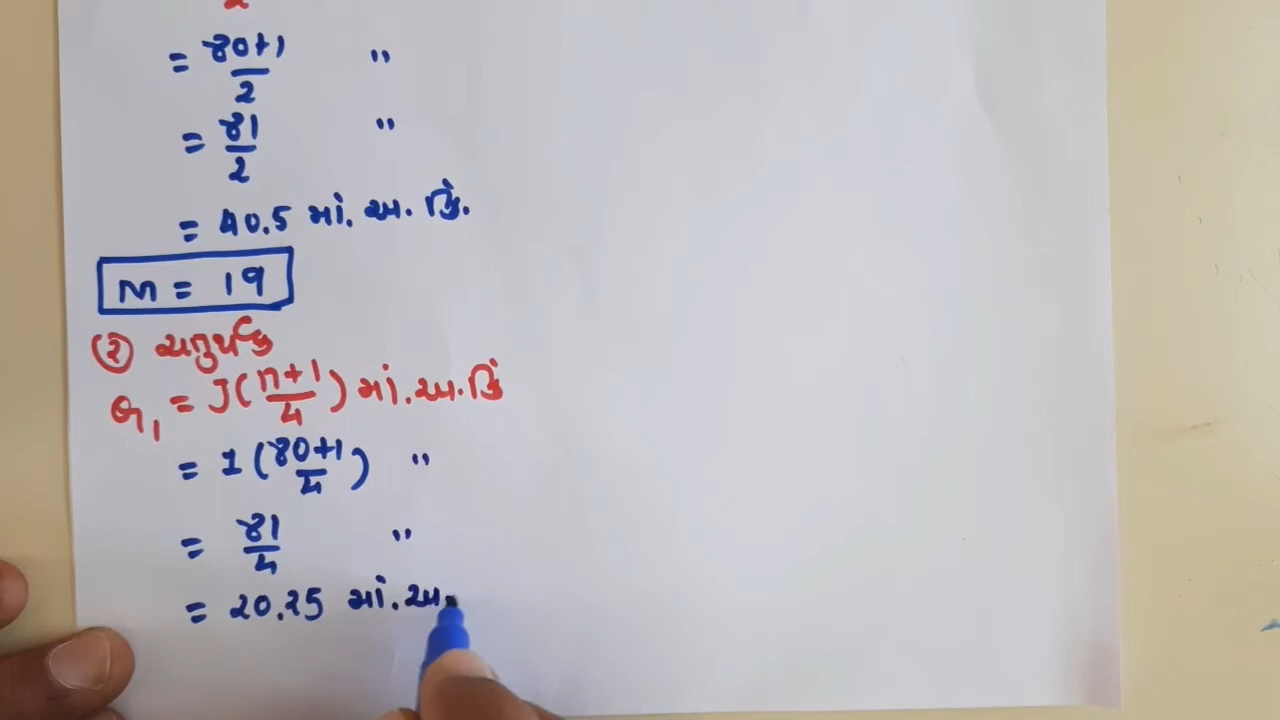 2
= 80+1/2 "
= 81/2 "
= 40.5 માં. અ. કિં.
M = 19
② ચતુર્થક
Q₁ = J(n+1/4) માં.અ.કિં
= 1(80+1/4) "
= 81/4 "
= 20.25 માં.અ.